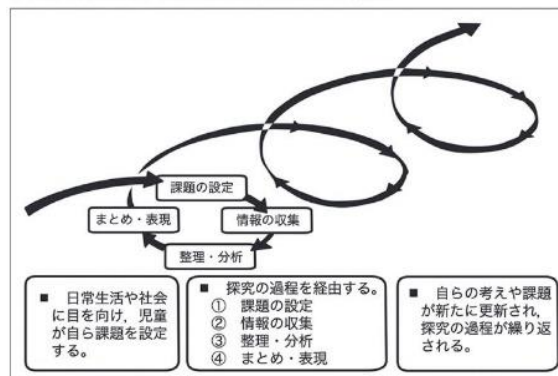 課題の設定
まとめ・表現
情報の収集
整理・分析
■ 日常生活や社会
に目を向け,児童
が自ら課題を設定
する。
■ 探究の過程を経由する。
① 課題の設定
② 情報の収集
③ 整理・分析
④ まとめ・表現
■ 自らの考えや課題
が新たに更新され,
探究の過程が繰り返
される。